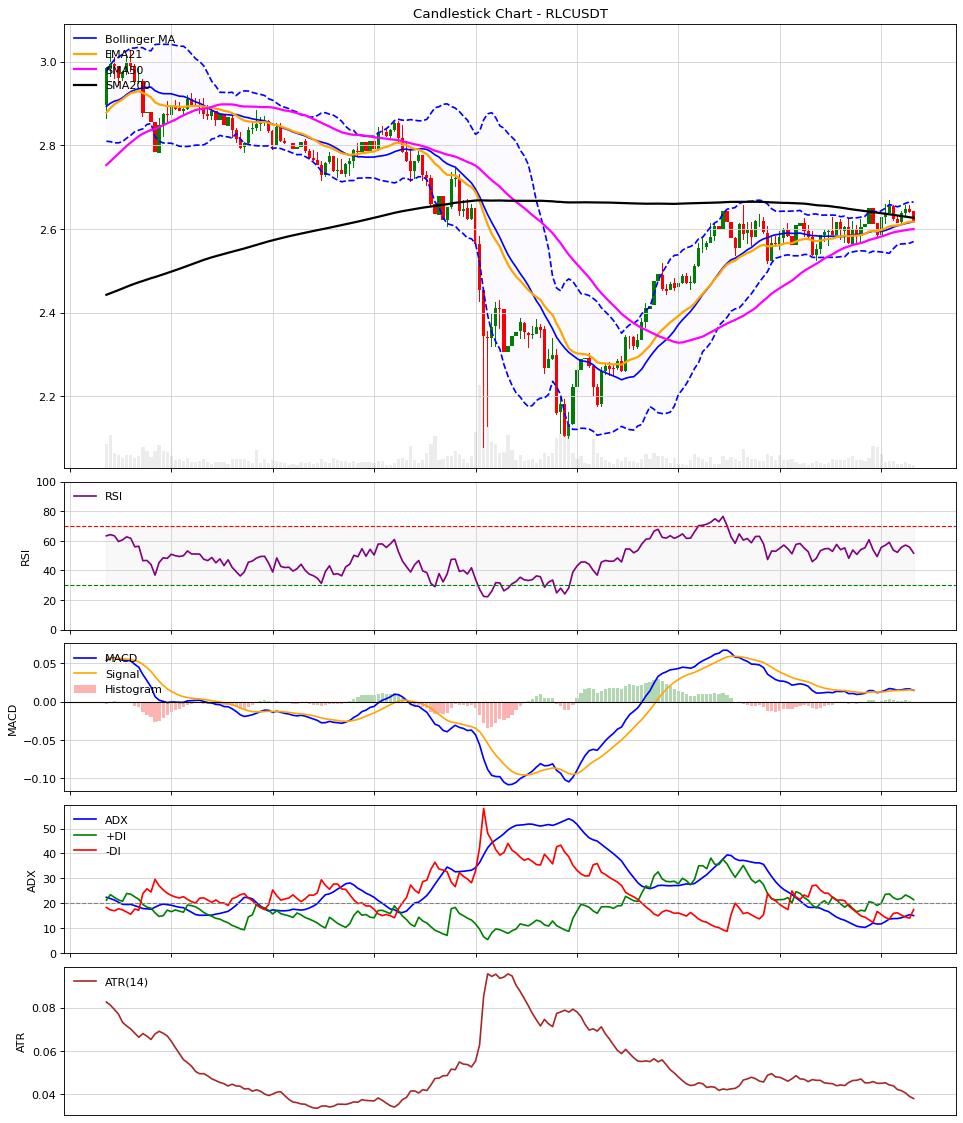 Candlestick Chart - RLCUSDT
Bollinger MA
EMA21
SMA50
SMA200
3.0
2.8
2.6
2.4
2.2
RSI
100
80
60
40
20
0
RSI
MACD
Signal
Histogram
0.05
0.00
−0.05
−0.10
MACD
ADX
+DI
-DI
50
40
30
20
10
0
ADX
ATR(14)
0.08
0.06
0.04
ATR